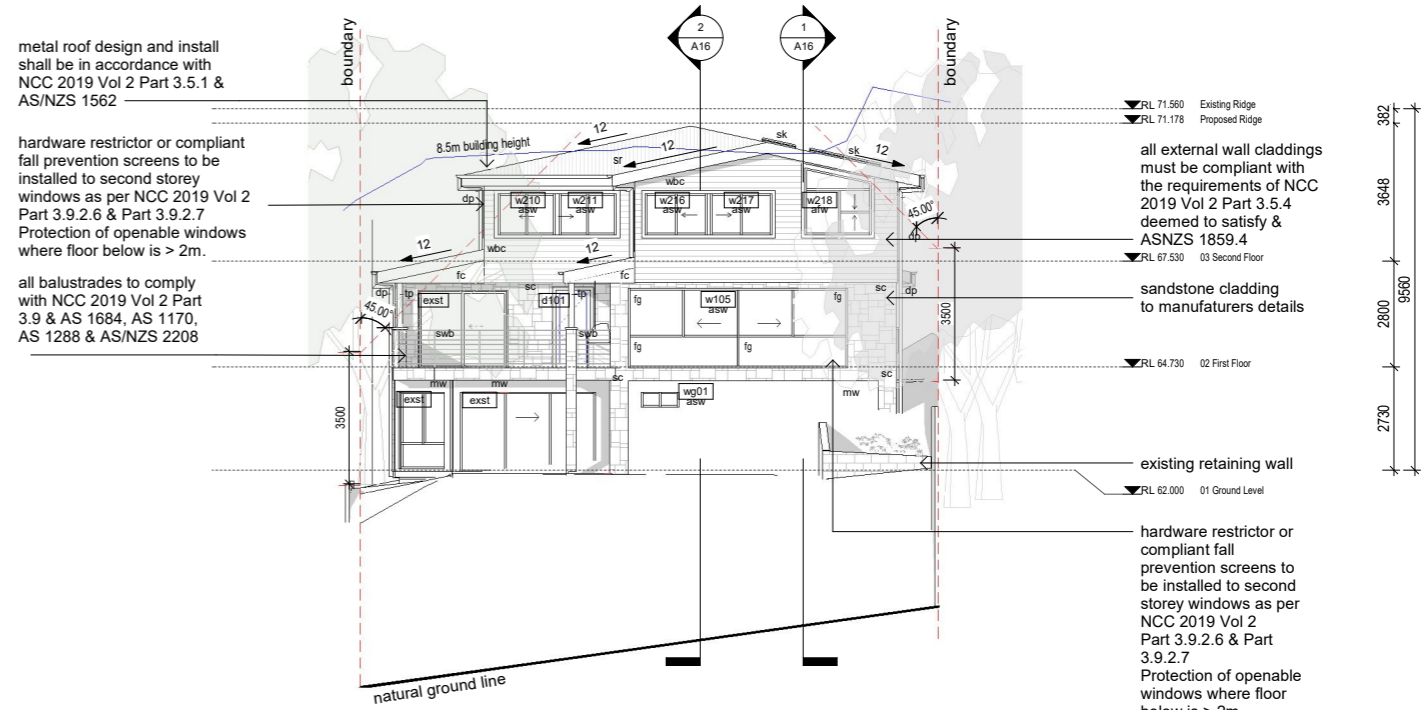 metal roof design and install
shall be in accordance with
NCC 2019 Vol 2 Part 3.5.1 &
AS/NZS 1562
hardware restrictor or compliant
fall prevention screens to be
installed to second storey
windows as per NCC 2019 Vol 2
Part 3.9.2.6 & Part 3.9.2.7
Protection of openable windows
where floor below is > 2m.
all balustrades to comply
with NCC 2019 Vol 2 Part
3.9 & AS 1684, AS 1170,
AS 1288 & AS/NZS 2208
boundary
2
A16
1
A16
boundary
8.5m building height
12
12
sr
sk
sk
12
wbc
dp
w210
asw
w211
asw
w216
asw
w217
asw
w218
afw
45.00°
dp
wbc
12
12
fc
fc
sc
sc
dp
dp
tp
exst
tp
d101
fg
w105
asw
fg
45.00°
swb
swb
fg
fg
3500
mw
mw
sc
sc
mw
exst
exst
wg01
asw
3500
natural ground line
RL 71.560 Existing Ridge
RL 71.178 Proposed Ridge
all external wall claddings
must be compliant with
the requirements of NCC
2019 Vol 2 Part 3.5.4
deemed to satisfy &
ASNZS 1859.4
RL 67.530 03 Second Floor
sandstone cladding
to manufaturers details
RL 64.730 02 First Floor
existing retaining wall
RL 62.000 01 Ground Level
hardware restrictor or
compliant fall
prevention screens to
be installed to second
storey windows as per
NCC 2019 Vol 2
Part 3.9.2.6 & Part
3.9.2.7
Protection of openable
windows where floor
below is > 2m
382
3648
2800
2730
9560